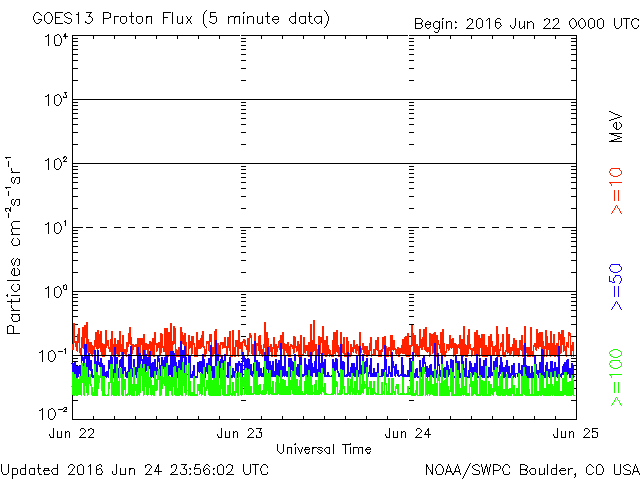 GOES13 Proton Flux (5 minute data)
Begin: 2016 Jun 22 0000 UTC
10⁴
10³
10²
10¹
10⁰
10⁻¹
10⁻²
Particles cm⁻²s⁻¹sr⁻¹
MeV
>=10
>=50
>=100
Jun 22
Jun 23
Jun 24
Jun 25
Universal Time
Updated 2016 Jun 24 23:56:02 UTC
NOAA/SWPC Boulder, CO USA